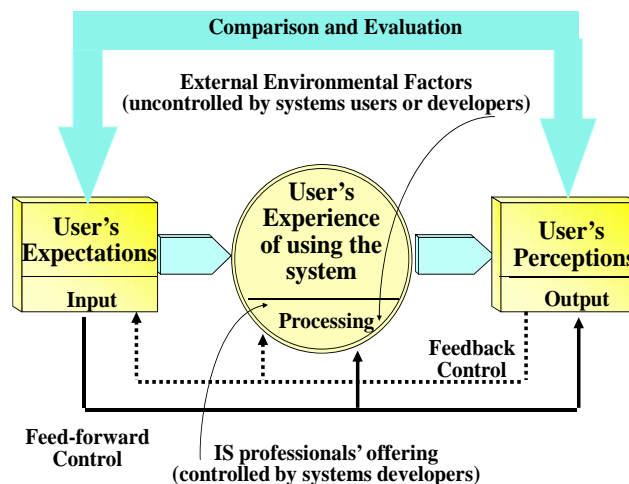 Comparison and Evaluation
External Environmental Factors
(uncontrolled by systems users or developers)
User's
Expectations
Input
User's
Experience
of using the
system
Processing
User's
Perceptions
Output
Feedback
Control
Feed-forward
Control
IS professionals' offering
(controlled by systems developers)